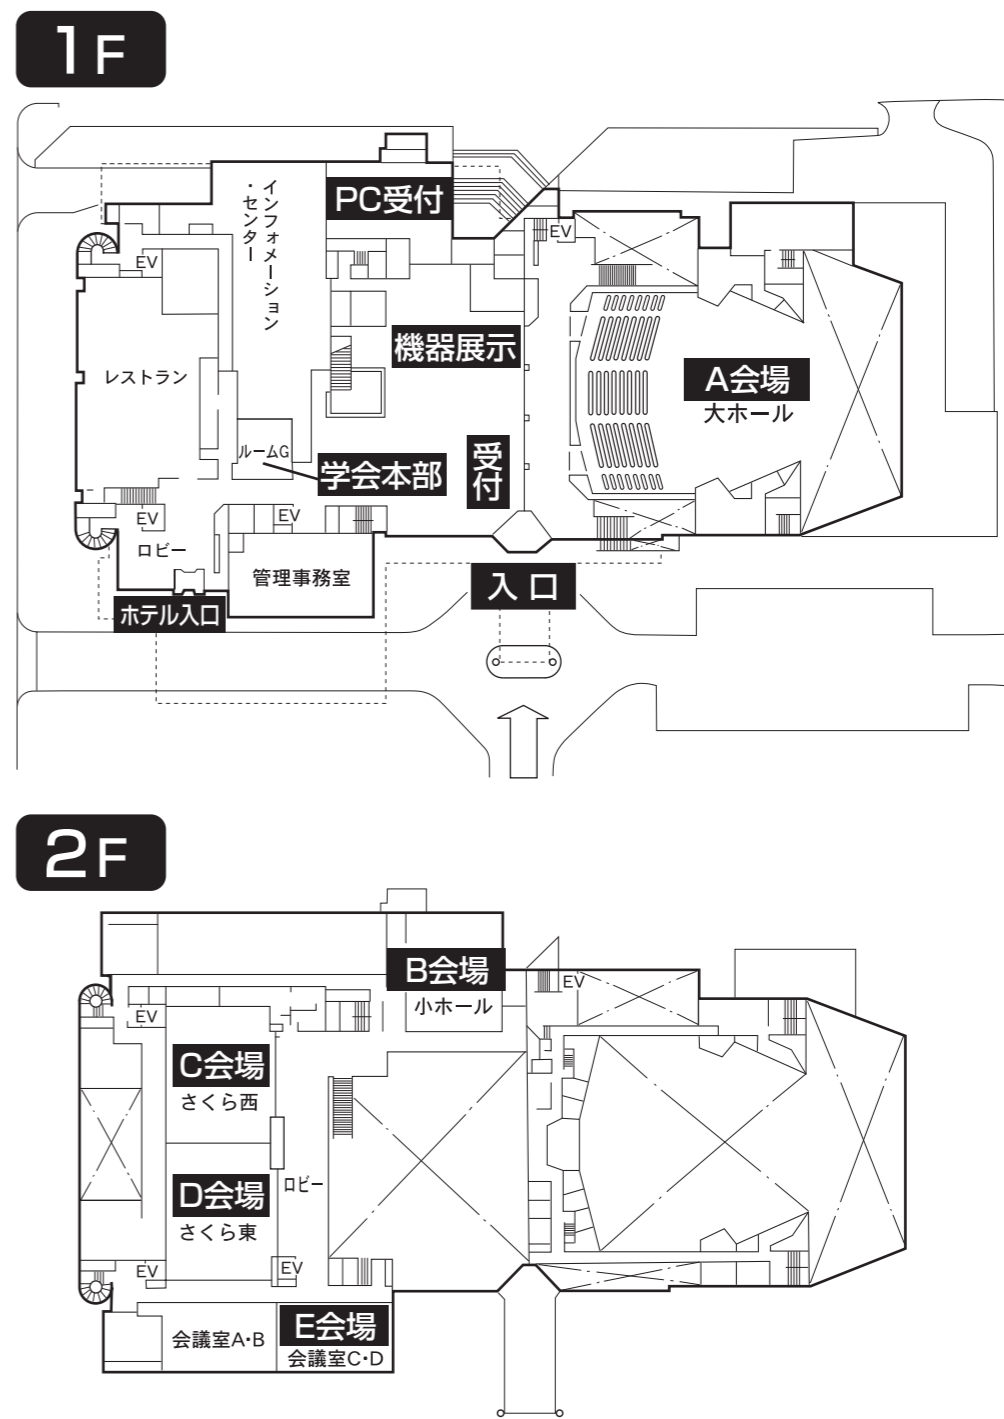 1F
PC受付
インフォメーション
・センター
EV
EV
機器展示
A会場
大ホール
レストラン
ルームG
学会本部
受付
EV
EV
ロビー
管理事務室
入口
ホテル入口
2F
B会場
小ホール
EV
EV
C会場
さくら西
D会場
さくら東
ロビー
EV
EV
E会場
会議室A・B
会議室C・D